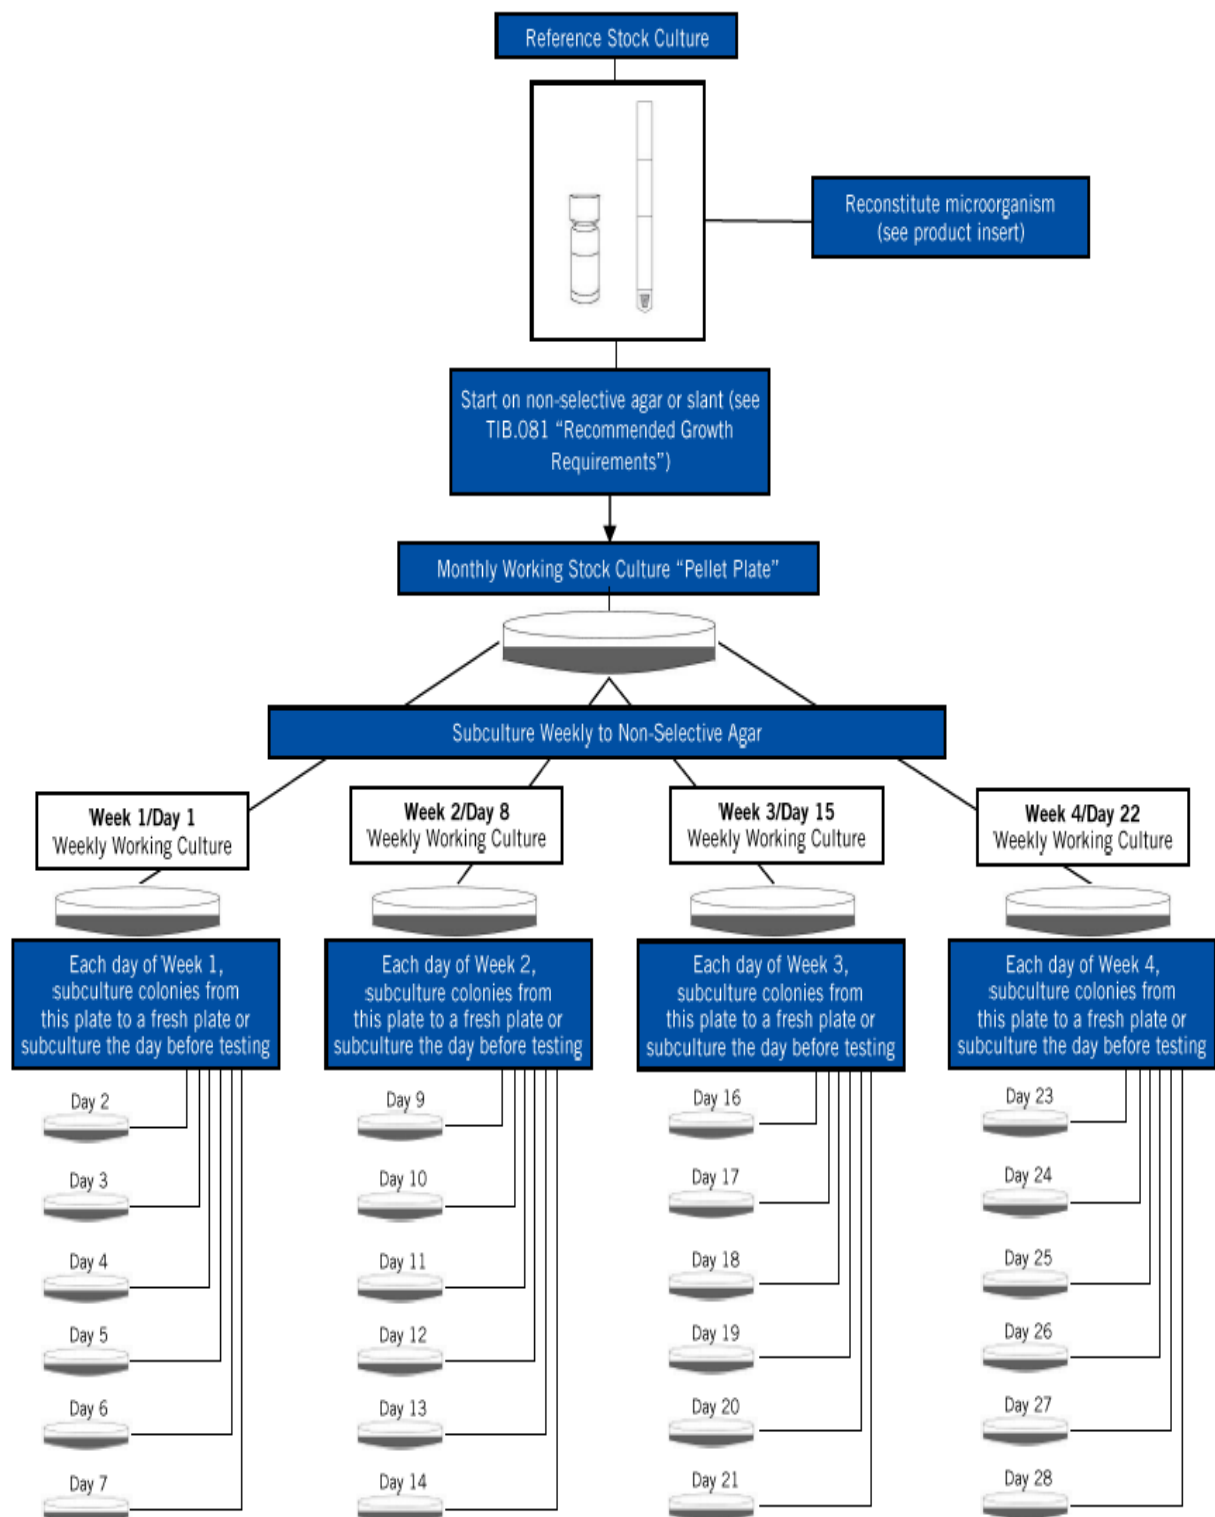 Reference Stock Culture
Reconstitute microorganism
(see product insert)
Start on non-selective agar or slant (see
TIB.081 “Recommended Growth
Requirements”)
Monthly Working Stock Culture “Pellet Plate”
Subculture Weekly to Non-Selective Agar
Week 1/Day 1
Weekly Working Culture
Week 2/Day 8
Weekly Working Culture
Week 3/Day 15
Weekly Working Culture
Week 4/Day 22
Weekly Working Culture
Each day of Week 1,
subculture colonies from
this plate to a fresh plate or
subculture the day before testing
Each day of Week 2,
subculture colonies from
this plate to a fresh plate or
subculture the day before testing
Each day of Week 3,
subculture colonies from
this plate to a fresh plate or
subculture the day before testing
Each day of Week 4,
subculture colonies from
this plate to a fresh plate or
subculture the day before testing
Day 2
Day 3
Day 4
Day 5
Day 6
Day 7
Day 9
Day 10
Day 11
Day 12
Day 13
Day 14
Day 16
Day 17
Day 18
Day 19
Day 20
Day 21
Day 23
Day 24
Day 25
Day 26
Day 27
Day 28